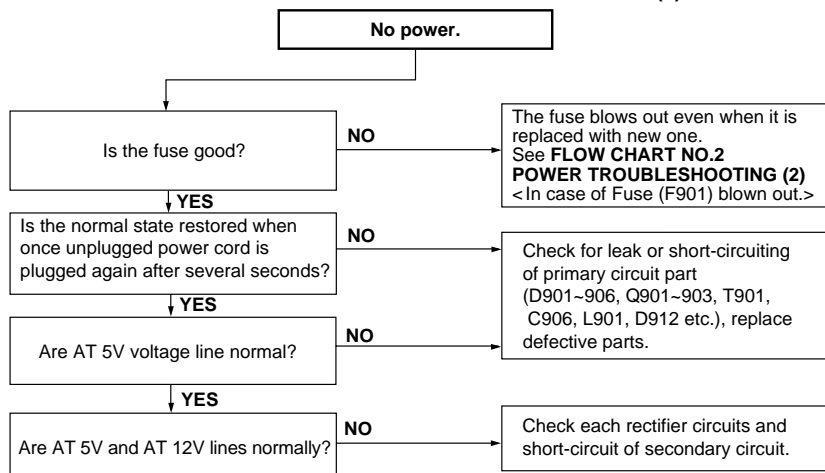 No power.
Is the fuse good?
NO
The fuse blows out even when it is
replaced with new one.
See FLOW CHART NO.2
POWER TROUBLESHOOTING (2)
<In case of Fuse (F901) blown out.>
YES
Is the normal state restored when
once unplugged power cord is
plugged again after several seconds?
NO
Check for leak or short-circuiting
of primary circuit part
(D901~906, Q901~903, T901,
C906, L901, D912 etc.), replace
defective parts.
YES
Are AT 5V voltage line normal?
NO
YES
Are AT 5V and AT 12V lines normally?
NO
Check each rectifier circuits and
short-circuit of secondary circuit.